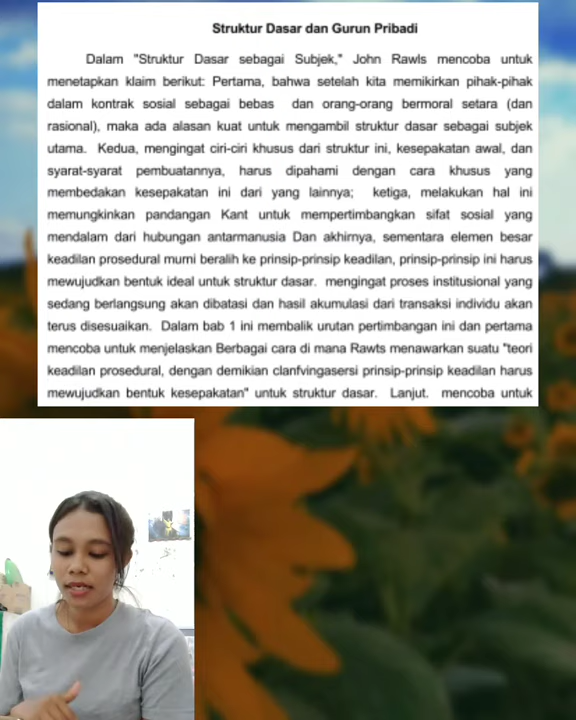 Struktur Dasar dan Gurun Pribadi
Dalam "Struktur Dasar sebagai Subjek," John Rawls mencoba untuk
menetapkan klaim berikut: Pertama, bahwa setelah kita memikirkan pihak-pihak
dalam kontrak sosial sebagai bebas dan orang-orang bermoral setara (dan
rasional), maka ada alasan kuat untuk mengambil struktur dasar sebagai subjek
utama. Kedua, mengingat ciri-ciri khusus dari struktur ini, kesepakatan awal, dan
syarat-syarat pembuatannya, harus dipahami dengan cara khusus yang
membedakan kesepakatan ini dari yang lainnya; ketiga, melakukan hal ini
memungkinkan pandangan Kant untuk mempertimbangkan sifat sosial yang
mendalam dari hubungan antarmanusia Dan akhirnya, sementara elemen besar
keadilan prosedural murni beralih ke prinsip-prinsip keadilan, prinsip-prinsip ini harus
mewujudkan bentuk ideal untuk struktur dasar. mengingat proses institusional yang
sedang berlangsung akan dibatasi dan hasil akumulasi dari transaksi individu akan
terus disesuaikan. Dalam bab 1 ini membalik urutan pertimbangan ini dan pertama
mencoba untuk menjelaskan Berbagai cara di mana Rawts menawarkan suatu "teori
keadilan prosedural, dengan demikian clanfvingasersi prinsip-prinsip keadilan harus
mewujudkan bentuk kesepakatan" untuk struktur dasar. Lanjut. mencoba untuk